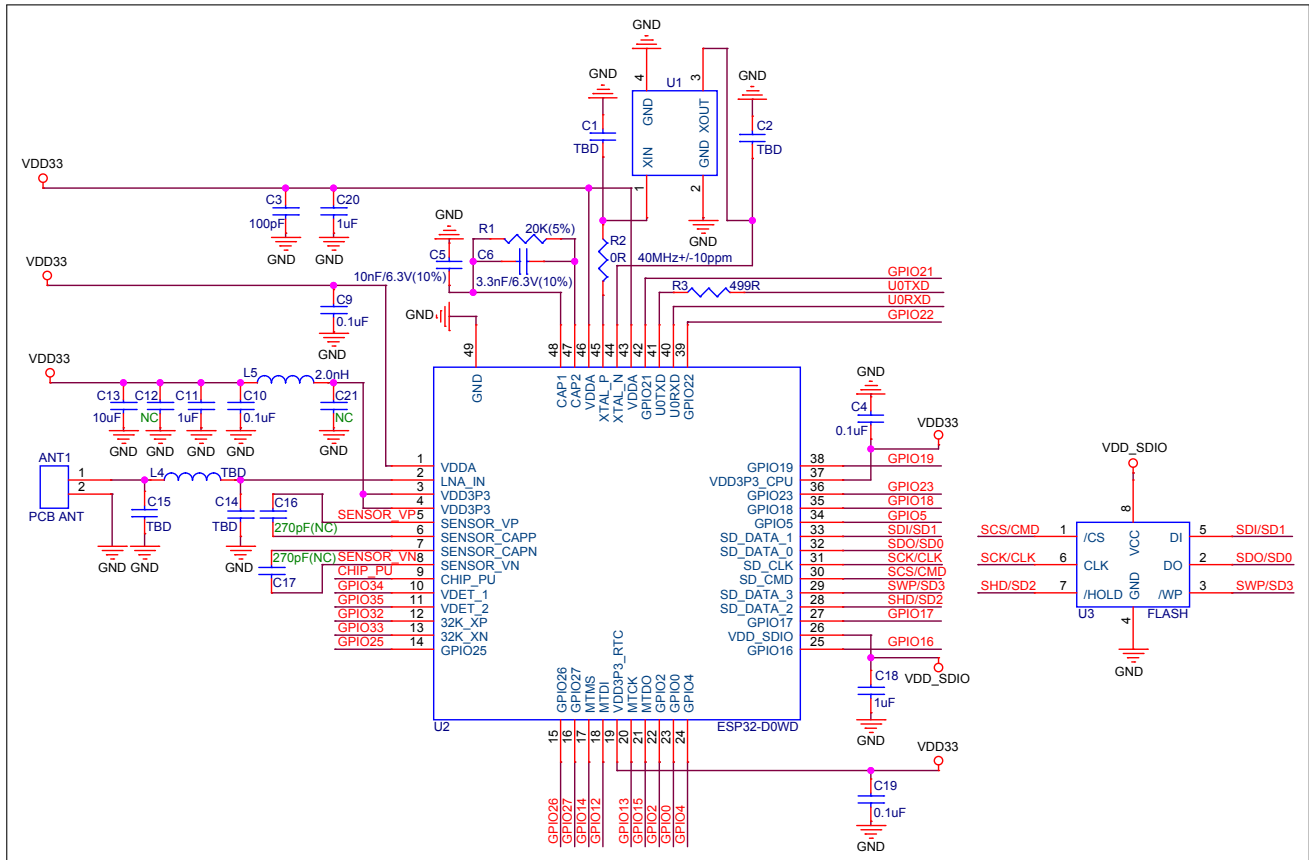 GND
GND
4
3
U1
GND
GND
XOUT
C1
TBD
XIN
GND
C2
TBD
VDD33
1
2
GND
C3
100pF
C20
1uF
GND
GND
GND
R1
20K(5%)
C5
C6
10nF/6.3V(10%)
3.3nF/6.3V(10%)
R2
0R
40MHz+/-10ppm
VDD33
GPIO21
R3
499R
U0TXD
U0RXD
GPIO22
C9
0.1uF
GND
GND
49
48
47
46
45
44
43
42
41
40
39
GND
CAP1
CAP2
VDDA
XTAL_P
XTAL_N
VDDA
GPIO21
U0TXD
U0RXD
GPIO22
VDD33
L5
2.0nH
C13
10uF
C12
NC
C11
1uF
C10
0.1uF
C21
NC
GND
GND
GND
GND
GND
GND
C4
0.1uF
VDD33
ANT1
1
2
PCB ANT
L4
TBD
C15
TBD
C14
TBD
C16
270pF(NC)
GND
GND
GND
270pF(NC)
C17
SENSOR_VP
SENSOR_VN
CHIP_PU
GPIO34
GPIO35
GPIO32
GPIO33
GPIO25
1 VDDA
2 LNA_IN
3 VDD3P3
4 VDD3P3
5 SENSOR_VP
6 SENSOR_CAPP
7 SENSOR_CAPN
8 SENSOR_VN
9 CHIP_PU
10 VDET_1
11 VDET_2
12 32K_XP
13 32K_XN
14 GPIO25
GPIO19 38 GPIO19
VDD3P3_CPU 37
GPIO23 36 GPIO23
GPIO18 35 GPIO18
GPIO5 34 GPIO5
SD_DATA_1 33 SDI/SD1
SD_DATA_0 32 SDO/SD0
SD_CLK 31 SCK/CLK
SD_CMD 30 SCS/CMD
SD_DATA_3 29 SWP/SD3
SD_DATA_2 28 SHD/SD2
GPIO17 27 GPIO17
VDD_SDIO 26
GPIO16 25 GPIO16
VDD_SDIO
C18
1uF
GND
GPIO26
GPIO27
MTMS
MTDI
VDD3P3_RTC
MTCK
MTDO
GPIO2
GPIO0
GPIO4
U2
ESP32-D0WD
15
16
17
18
19
20
21
22
23
24
GPIO26
GPIO27
GPIO14
GPIO12
GPIO13
GPIO15
GPIO2
GPIO0
GPIO4
VDD33
C19
0.1uF
GND
VDD_SDIO
8
SCS/CMD 1 /CS
VCC
DI 5 SDI/SD1
SCK/CLK 6 CLK
DO 2 SDO/SD0
SHD/SD2 7 /HOLD
GND
/WP 3 SWP/SD3
U3
4
FLASH
GND